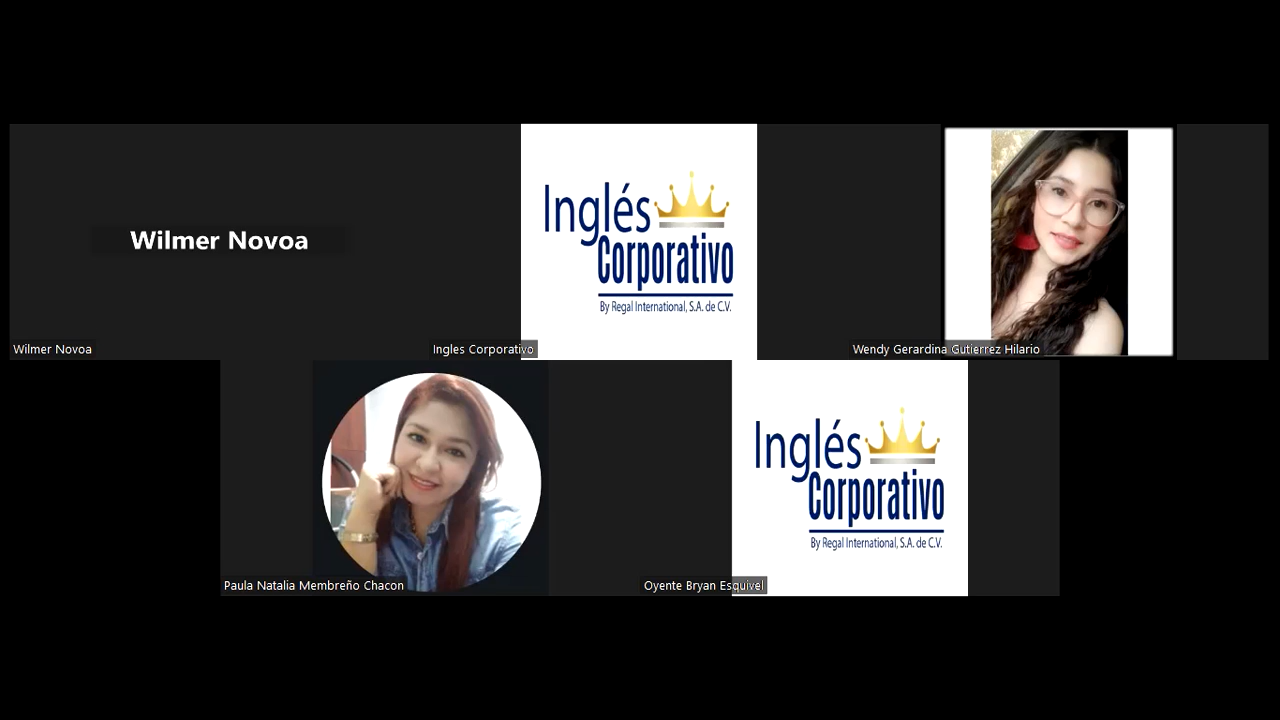 Wilmer Novoa
Wilmer Novoa
Inglés
Corporativo
By Regal International, S.A. de C.V.
Ingles Corporativo
Wendy Gerardina Gutierrez Hilario
Paula Natalia Membreño Chacon
Inglés
Corporativo
By Regal International, S.A. de C.V.
Oyente Bryan Esquivel